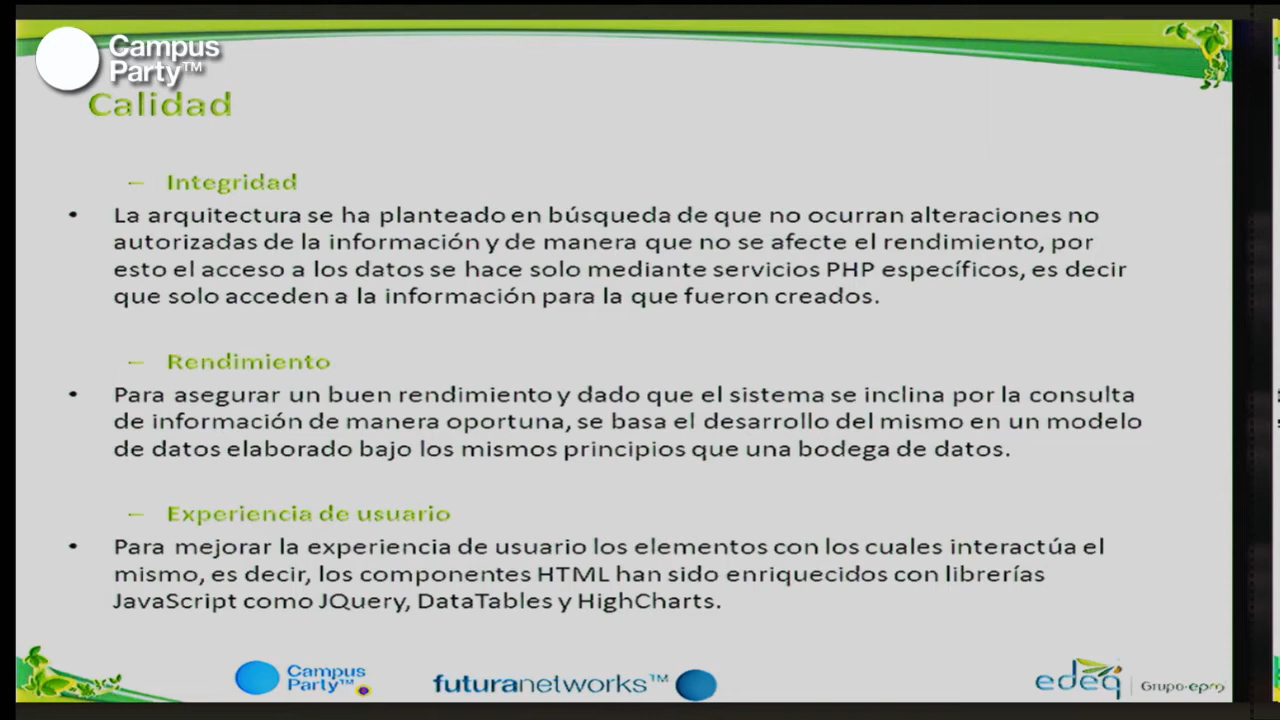 Campus
Party™
Calidad
– Integridad
• La arquitectura se ha planteado en búsqueda de que no ocurran alteraciones no
autorizadas de la información y de manera que no se afecte el rendimiento, por
esto el acceso a los datos se hace solo mediante servicios PHP específicos, es decir
que solo acceden a la información para la que fueron creados.
– Rendimiento
• Para asegurar un buen rendimiento y dado que el sistema se inclina por la consulta
de información de manera oportuna, se basa el desarrollo del mismo en un modelo
de datos elaborado bajo los mismos principios que una bodega de datos.
– Experiencia de usuario
• Para mejorar la experiencia de usuario los elementos con los cuales interactúa el
mismo, es decir, los componentes HTML han sido enriquecidos con librerías
JavaScript como JQuery, DataTables y HighCharts.
Campus
Party™
futuranetworks™
edeq | Grupo·epm